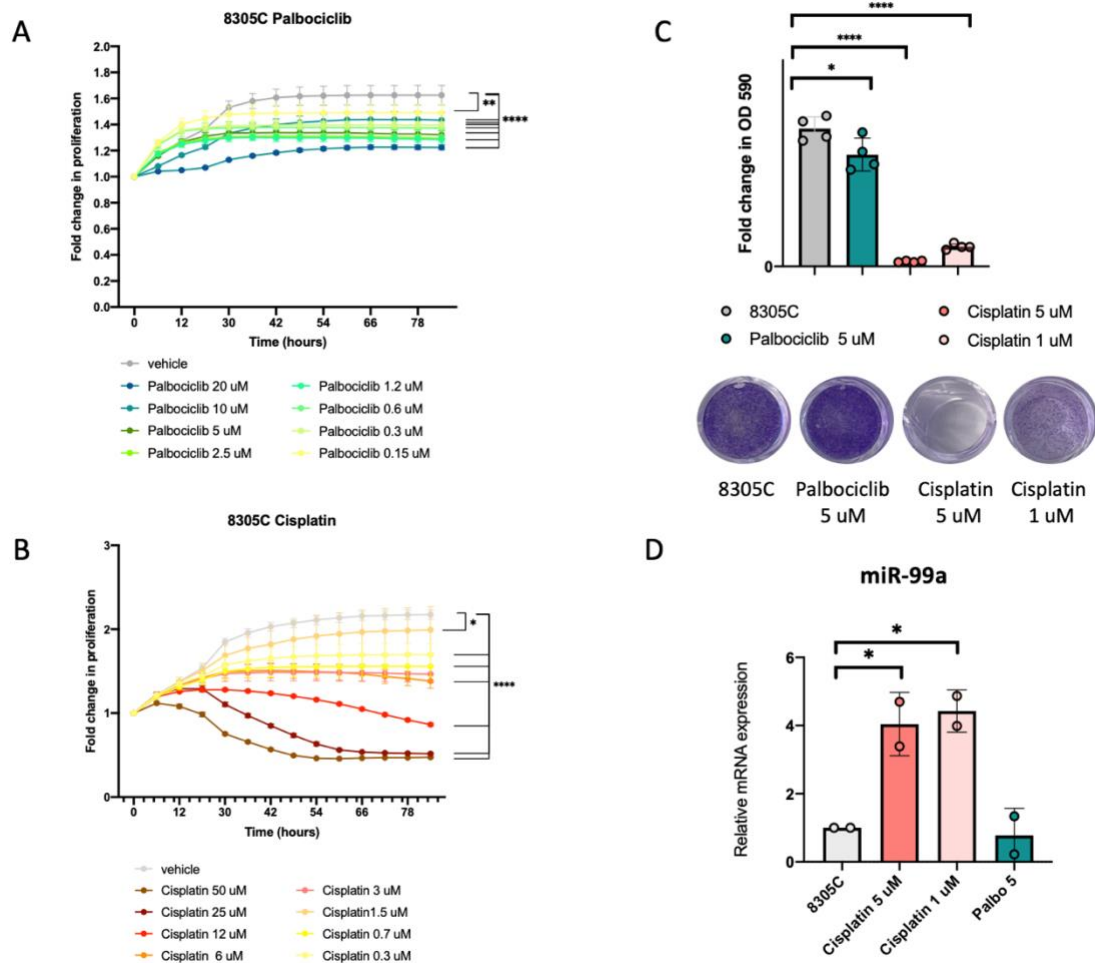 A
8305C Palbociclib
Fold change in proliferation
2.0
1.8
1.6
1.4
1.2
1.0
0.8
0.6
0.4
0.2
0.0
0 12 30 42 54 66 78
Time (hours)
**
****
vehicle
Palbociclib 20 uM
Palbociclib 10 uM
Palbociclib 5 uM
Palbociclib 2.5 uM
Palbociclib 1.2 uM
Palbociclib 0.6 uM
Palbociclib 0.3 uM
Palbociclib 0.15 uM
B
8305C Cisplatin
Fold change in proliferation
3
2
1
0
0 12 30 42 54 66 78
Time (hours)
*
****
vehicle
Cisplatin 50 uM
Cisplatin 25 uM
Cisplatin 12 uM
Cisplatin 6 uM
Cisplatin 3 uM
Cisplatin1.5 uM
Cisplatin 0.7 uM
Cisplatin 0.3 uM
C
****
****
*
Fold change in OD 590
0
8305C
Palbociclib 5 uM
Cisplatin 5 uM
Cisplatin 1 uM
8305C
Palbociclib
5 uM
Cisplatin
5 uM
Cisplatin
1 uM
D
miR-99a
*
*
Relative mRNA expression
6
4
2
0
8305C
Cisplatin 5 uM
Cisplatin 1 uM
Palbo 5